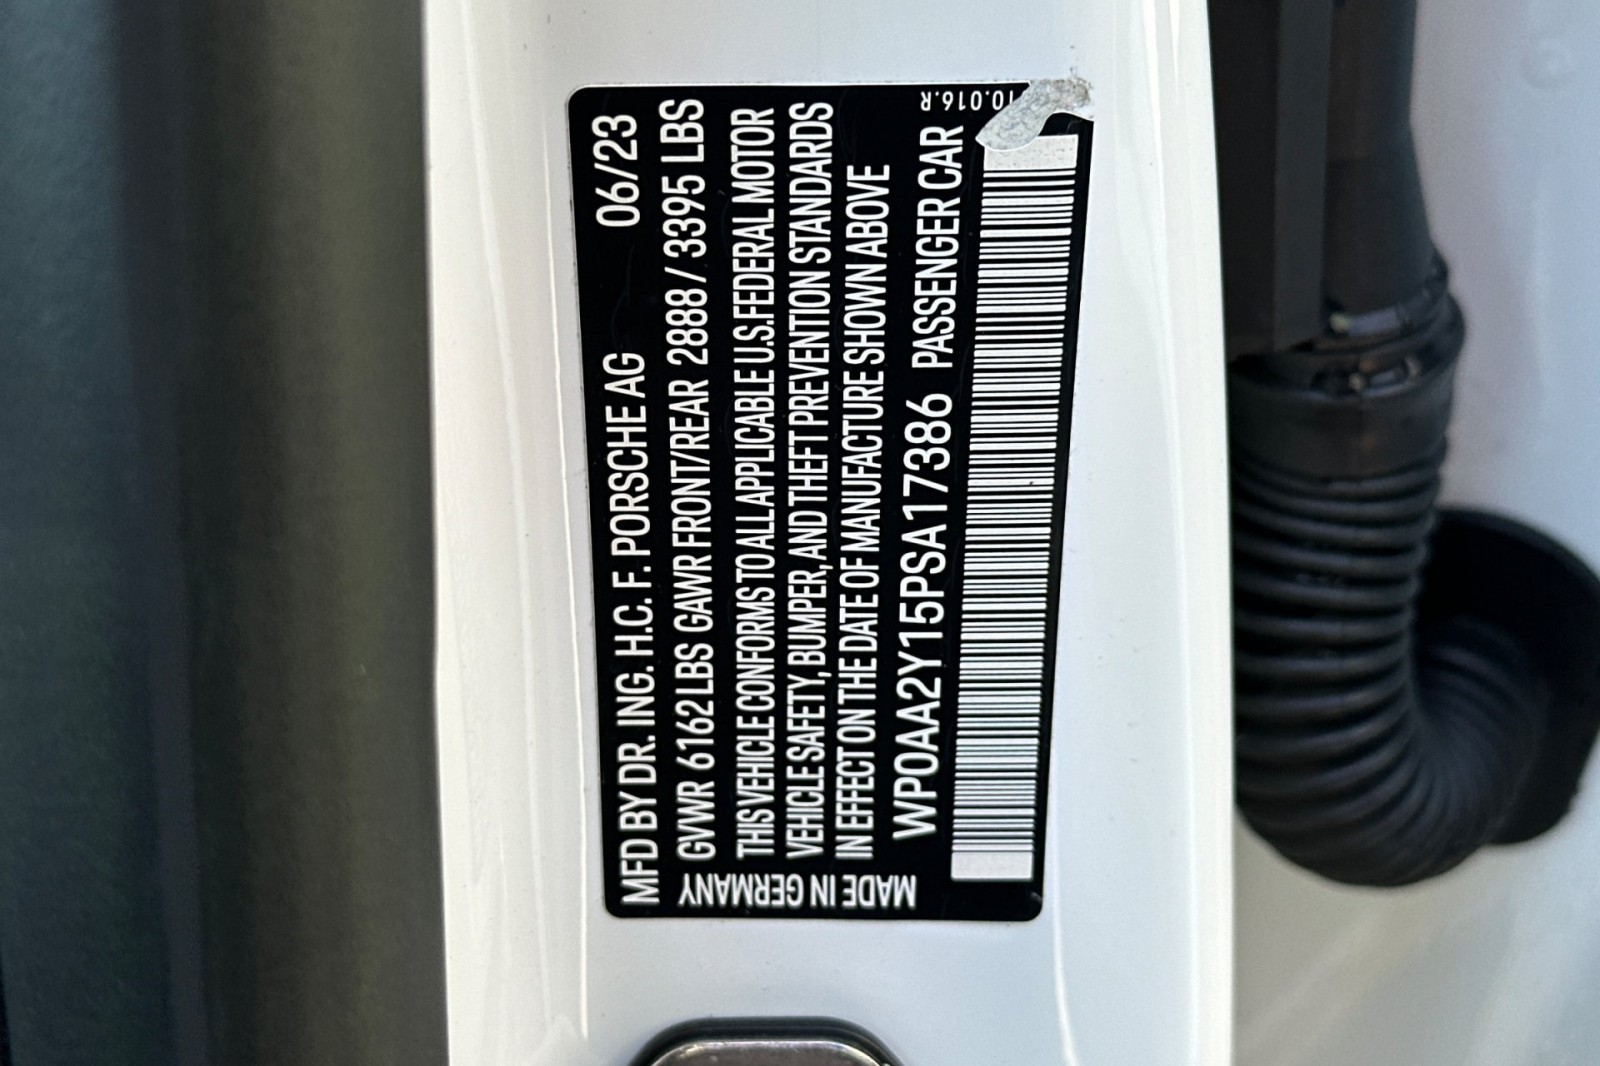 MFD BY DR. ING. H.C. F. PORSCHE AG 06/23
GVWR 6162LBS GAWR FRONT/REAR 2888 / 3395 LBS
THIS VEHICLE CONFORMS TO ALL APPLICABLE U.S.FEDERAL MOTOR
VEHICLE SAFETY, BUMPER, AND THEFT PREVENTION STANDARDS
IN EFFECT ON THE DATE OF MANUFACTURE SHOWN ABOVE
WP0AA2Y15PSA17386 PASSENGER CAR
MADE IN GERMANY